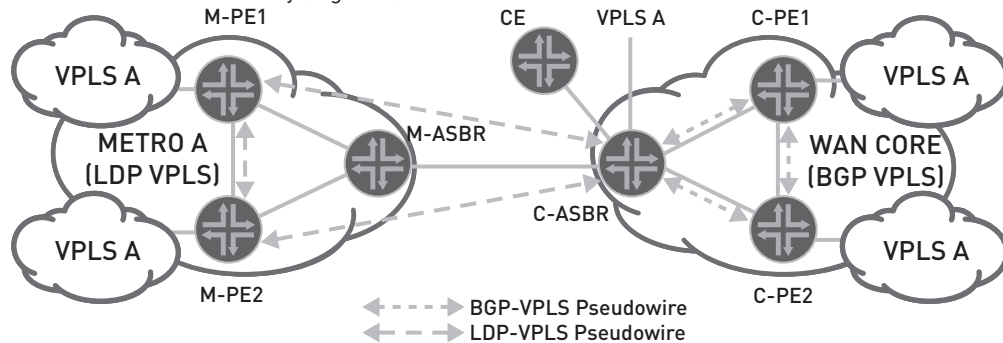 M-PE1
CE
VPLS A
C-PE1
VPLS A
VPLS A
METRO A
(LDP VPLS)
M-ASBR
WAN CORE
(BGP VPLS)
C-ASBR
VPLS A
VPLS A
M-PE2
C-PE2
BGP-VPLS Pseudowire
LDP-VPLS Pseudowire